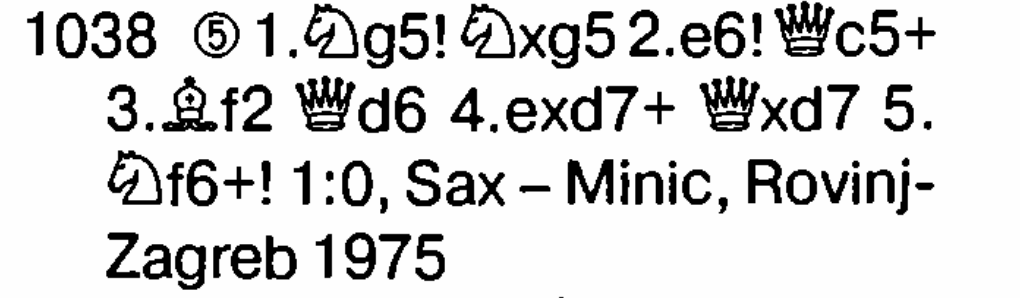 1038 ⑤ 1.♘g5! ♘xg5 2.e6! ♕c5+
3.♗f2 ♕d6 4.exd7+ ♕xd7 5.
♘f6+! 1:0, Sax – Minic, Rovinj-
Zagreb 1975